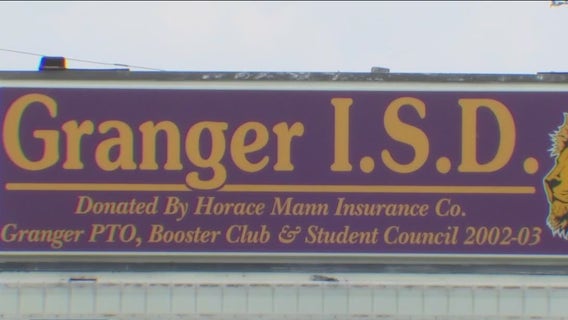 Granger I.S.D.
Donated By Horace Mann Insurance Co.
Granger PTO, Booster Club & Student Council 2002-03